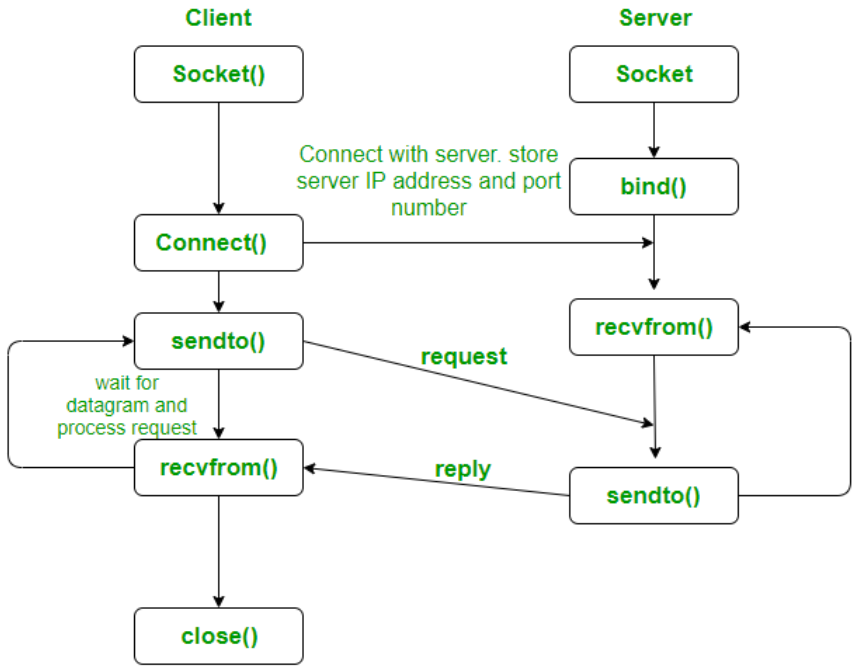 Client
Server
Socket()
Socket
Connect with server. store
server IP address and port
number
bind()
Connect()
sendto()
recvfrom()
request
wait for
datagram and
process request
recvfrom()
reply
sendto()
close()